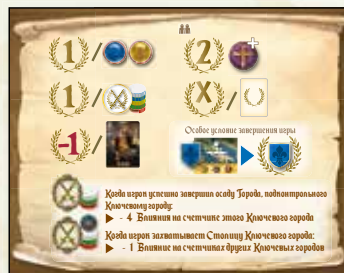 1 / 2
1 / X /
-1 /
Особое условие завершения игры
Когда игрок успешно завершил осаду Города, подконтрольного
Ключевому городу:
- 4 Влияния на счетчике этого Ключевого города
Когда игрок захватывает Столицу Ключевого города:
- 1 Влияние на счетчиках других Ключевых городов